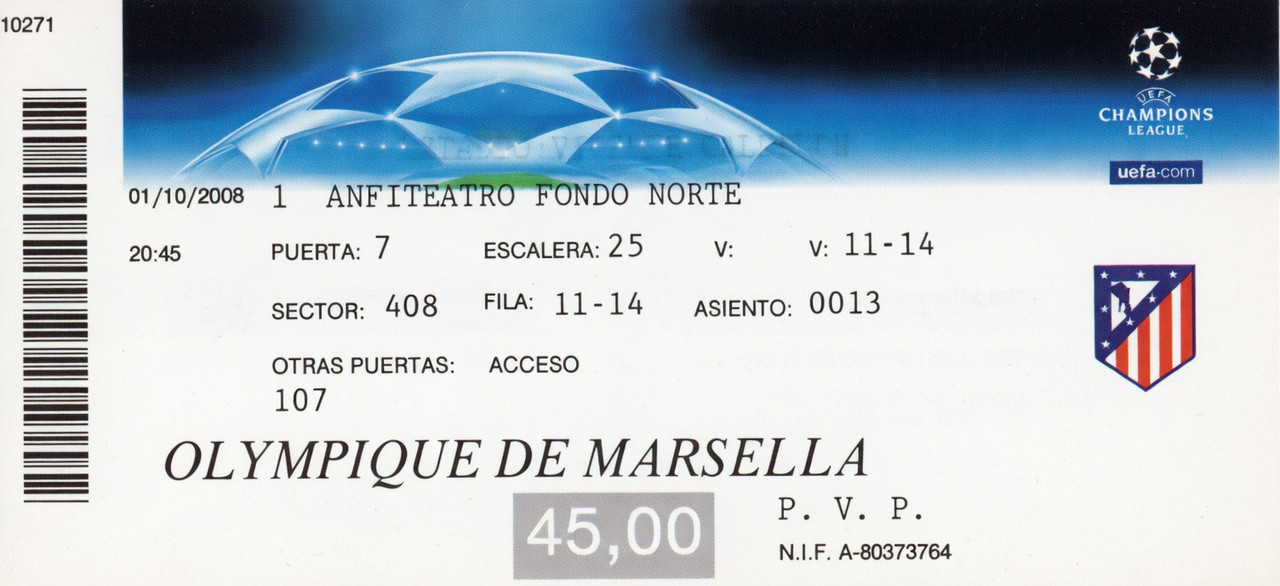 10271
UEFA
CHAMPIONS
LEAGUE
uefa.com
01/10/2008 1 ANFITEATRO FONDO NORTE
20:45 PUERTA: 7 ESCALERA: 25 V: V: 11-14
SECTOR: 408 FILA: 11-14 ASIENTO: 0013
OTRAS PUERTAS: ACCESO
107
OLYMPIQUE DE MARSELLA
45,00 P. V. P.
N.I.F. A-80373764